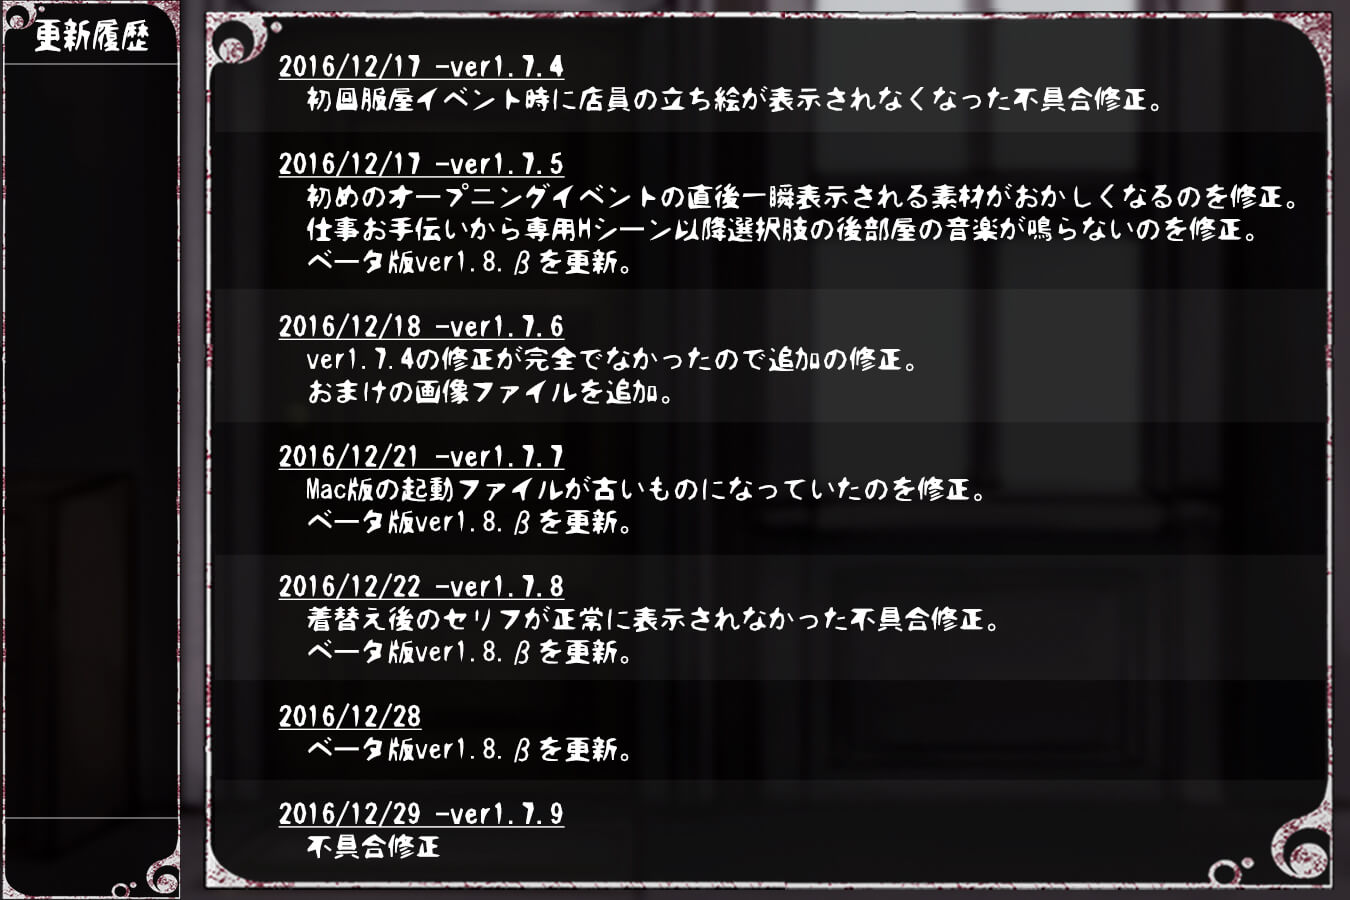 更新履歴
2016/12/17 -ver1.7.4
初回服屋イベント時に店員の立ち絵が表示されなくなった不具合修正。
2016/12/17 -ver1.7.5
初めのオープニングイベントの直後一瞬表示される素材がおかしくなるのを修正。
仕事お手伝いから専用Hシーン以降選択肢の後部屋の音楽が鳴らないのを修正。
ベータ版ver1.8.βを更新。
2016/12/18 -ver1.7.6
ver1.7.4の修正が完全でなかったので追加の修正。
おまけの画像ファイルを追加。
2016/12/21 -ver1.7.7
Mac版の起動ファイルが古いものになっていたのを修正。
ベータ版ver1.8.βを更新。
2016/12/22 -ver1.7.8
着替え後のセリフが正常に表示されなかった不具合修正。
ベータ版ver1.8.βを更新。
2016/12/28
ベータ版ver1.8.βを更新。
2016/12/29 -ver1.7.9
不具合修正